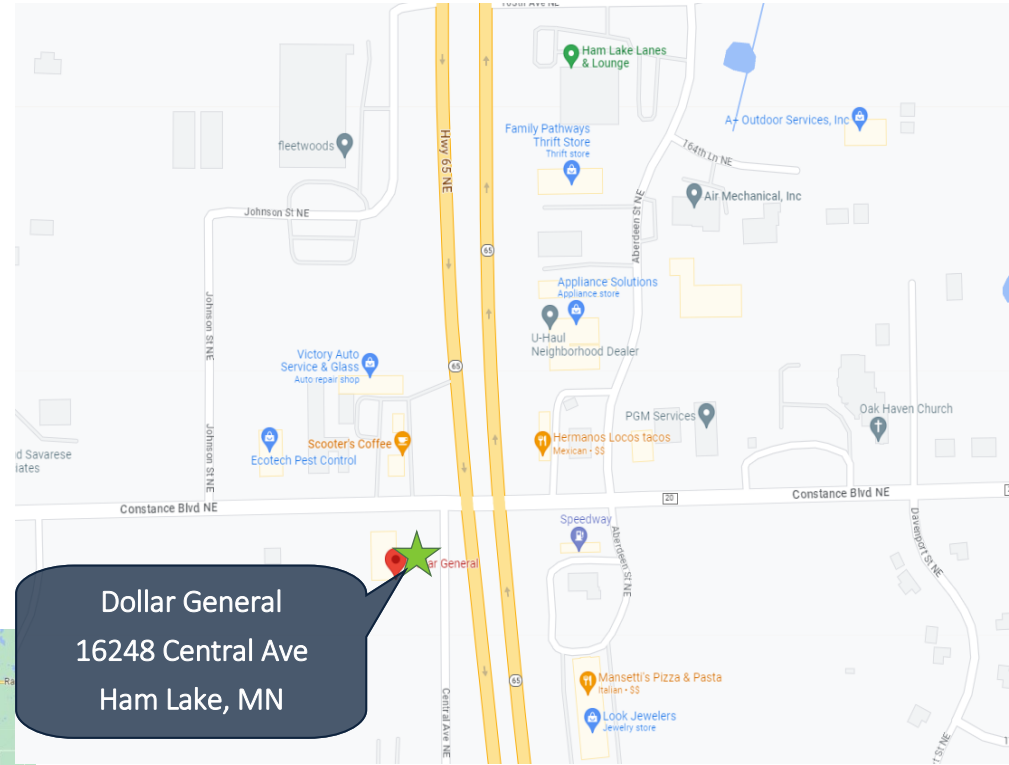 Ham Lake Lanes
& Lounge
Family Pathways
Thrift Store
Thrift store
A+ Outdoor Services, Inc
fleetwoods
Hwy 65 NE
164th Ln NE
Air Mechanical, Inc
Johnson St NE
Aberdeen St NE
65
Appliance Solutions
Appliance store
U-Haul
Neighborhood Dealer
Johnson St NE
Victory Auto
Service & Glass
Auto repair shop
65
PGM Services
Oak Haven Church
Scooter's Coffee
Hermanos Locos tacos
Mexican • $$
Ecotech Pest Control
Johnson St NE
d Savarese
iates
Constance Blvd NE
20
Constance Blvd NE
Speedway
Aberdeen St NE
Davenport St NE
ar General
Dollar General
16248 Central Ave
Ham Lake, MN
65
Mansetti's Pizza & Pasta
Italian • $$
Look Jewelers
Jewelry store
Central Ave NE
t St NE
Ra